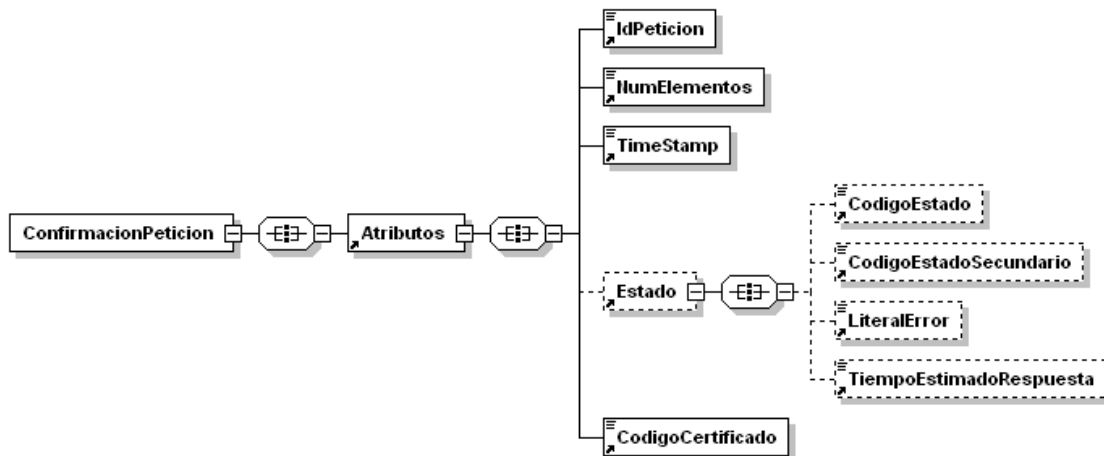 IdPeticion
NumElementos
TimeStamp
CodigoEstado
ConfirmacionPeticion
Atributos
CodigoEstadoSecundario
Estado
LiteralError
TiempoEstimadoRespuesta
CodigoCertificado